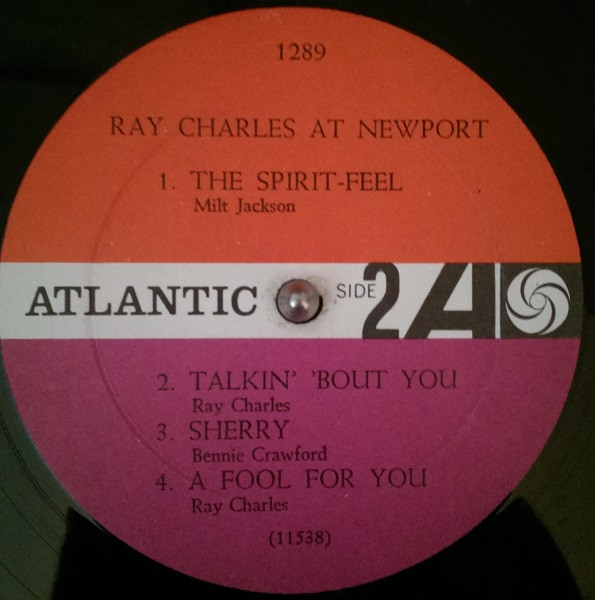 1289
RAY CHARLES AT NEWPORT
1. THE SPIRIT-FEEL
Milt Jackson
ATLANTIC SIDE 2 A
2. TALKIN' 'BOUT YOU
Ray Charles
3. SHERRY
Bennie Crawford
4. A FOOL FOR YOU
Ray Charles
(11538)